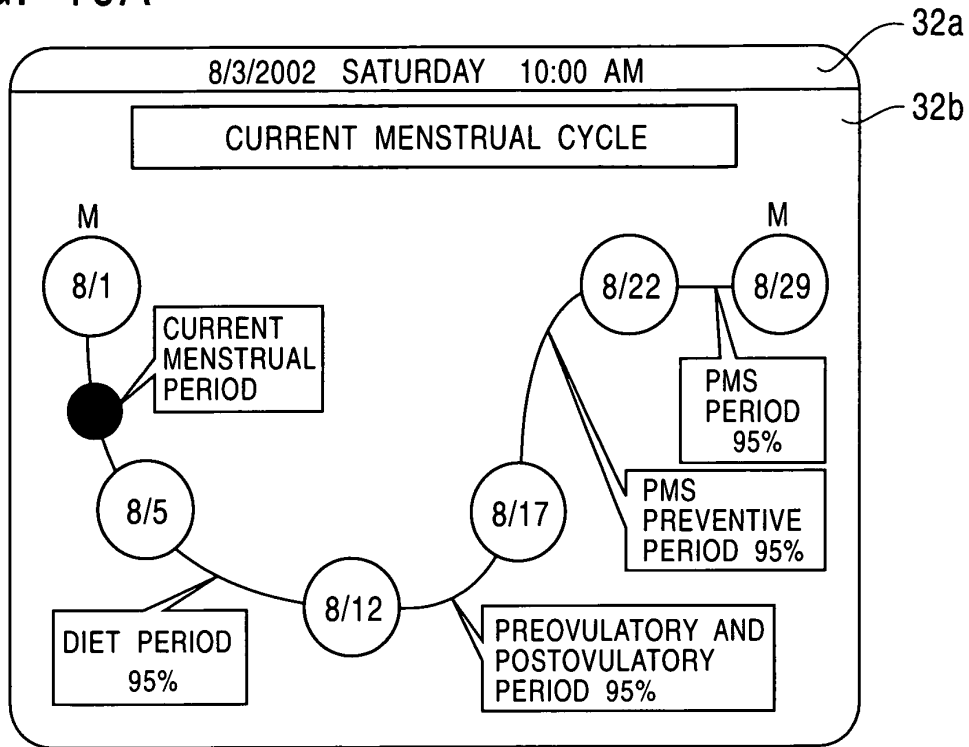 32a
8/3/2002 SATURDAY 10:00 AM
32b
CURRENT MENSTRUAL CYCLE
M
8/1
CURRENT
MENSTRUAL
PERIOD
8/5
DIET PERIOD
95%
8/12
PREOVULATORY AND
POSTOVULATORY
PERIOD 95%
8/17
PMS
PREVENTIVE
PERIOD 95%
8/22
PMS
PERIOD
95%
M
8/29